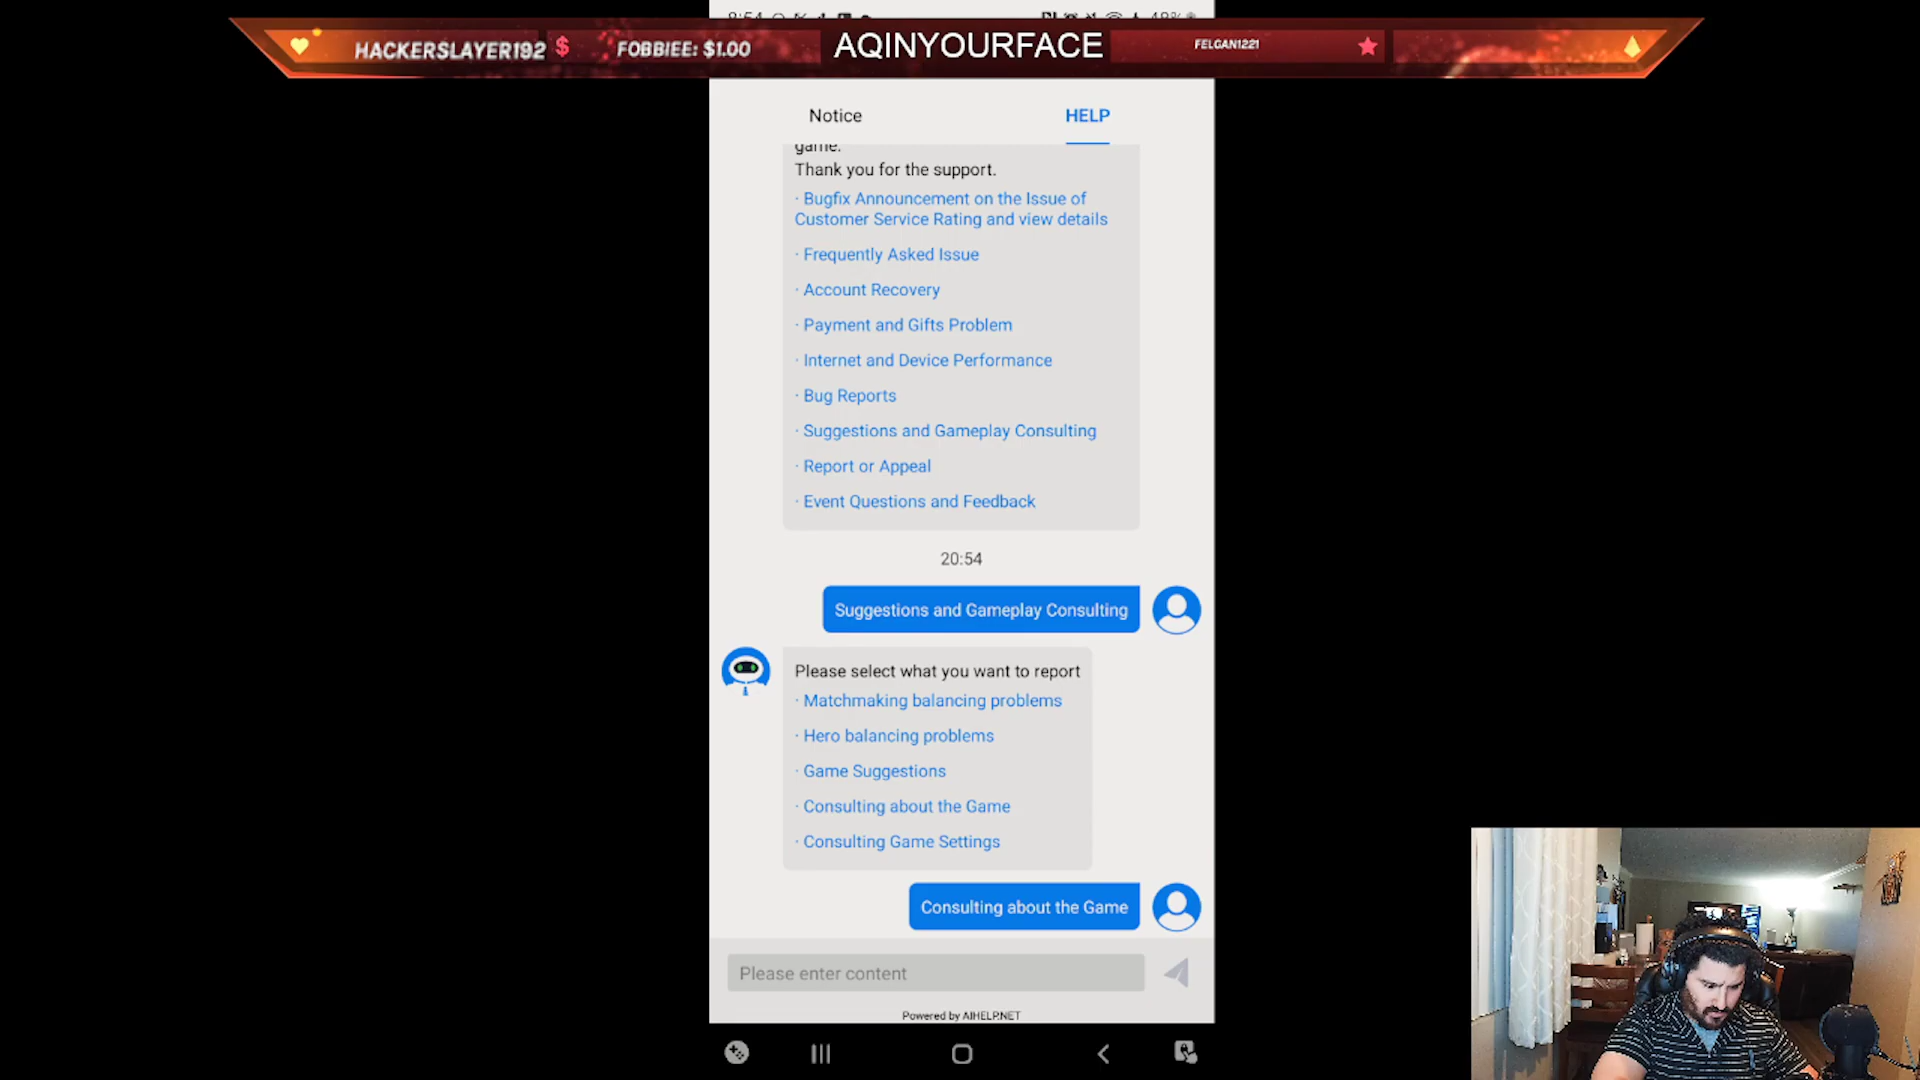 HACKERSLAYER192
FOBBIEE: $1.00
AQINYOURFACE
FELGAN1221
Notice
HELP
game.
Thank you for the support.
· Bugfix Announcement on the Issue of
Customer Service Rating and view details
· Frequently Asked Issue
· Account Recovery
· Payment and Gifts Problem
· Internet and Device Performance
· Bug Reports
· Suggestions and Gameplay Consulting
· Report or Appeal
· Event Questions and Feedback
20:54
Suggestions and Gameplay Consulting
Please select what you want to report
· Matchmaking balancing problems
· Hero balancing problems
· Game Suggestions
· Consulting about the Game
· Consulting Game Settings
Consulting about the Game
Please enter content
Powered by AIHELP.NET